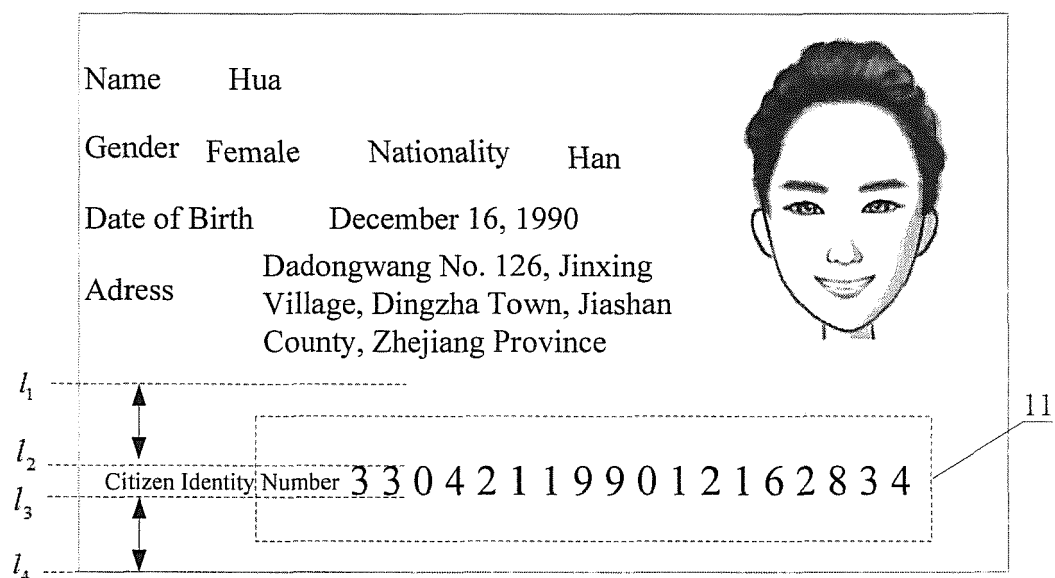 Name Hua
Gender Female Nationality Han
Date of Birth December 16, 1990
Adress Dadongwang No. 126, Jinxing
Village, Dingzha Town, Jiashan
County, Zhejiang Province
l₁
11
l₂
Citizen Identity Number 330421199012162834
l₃
l₄